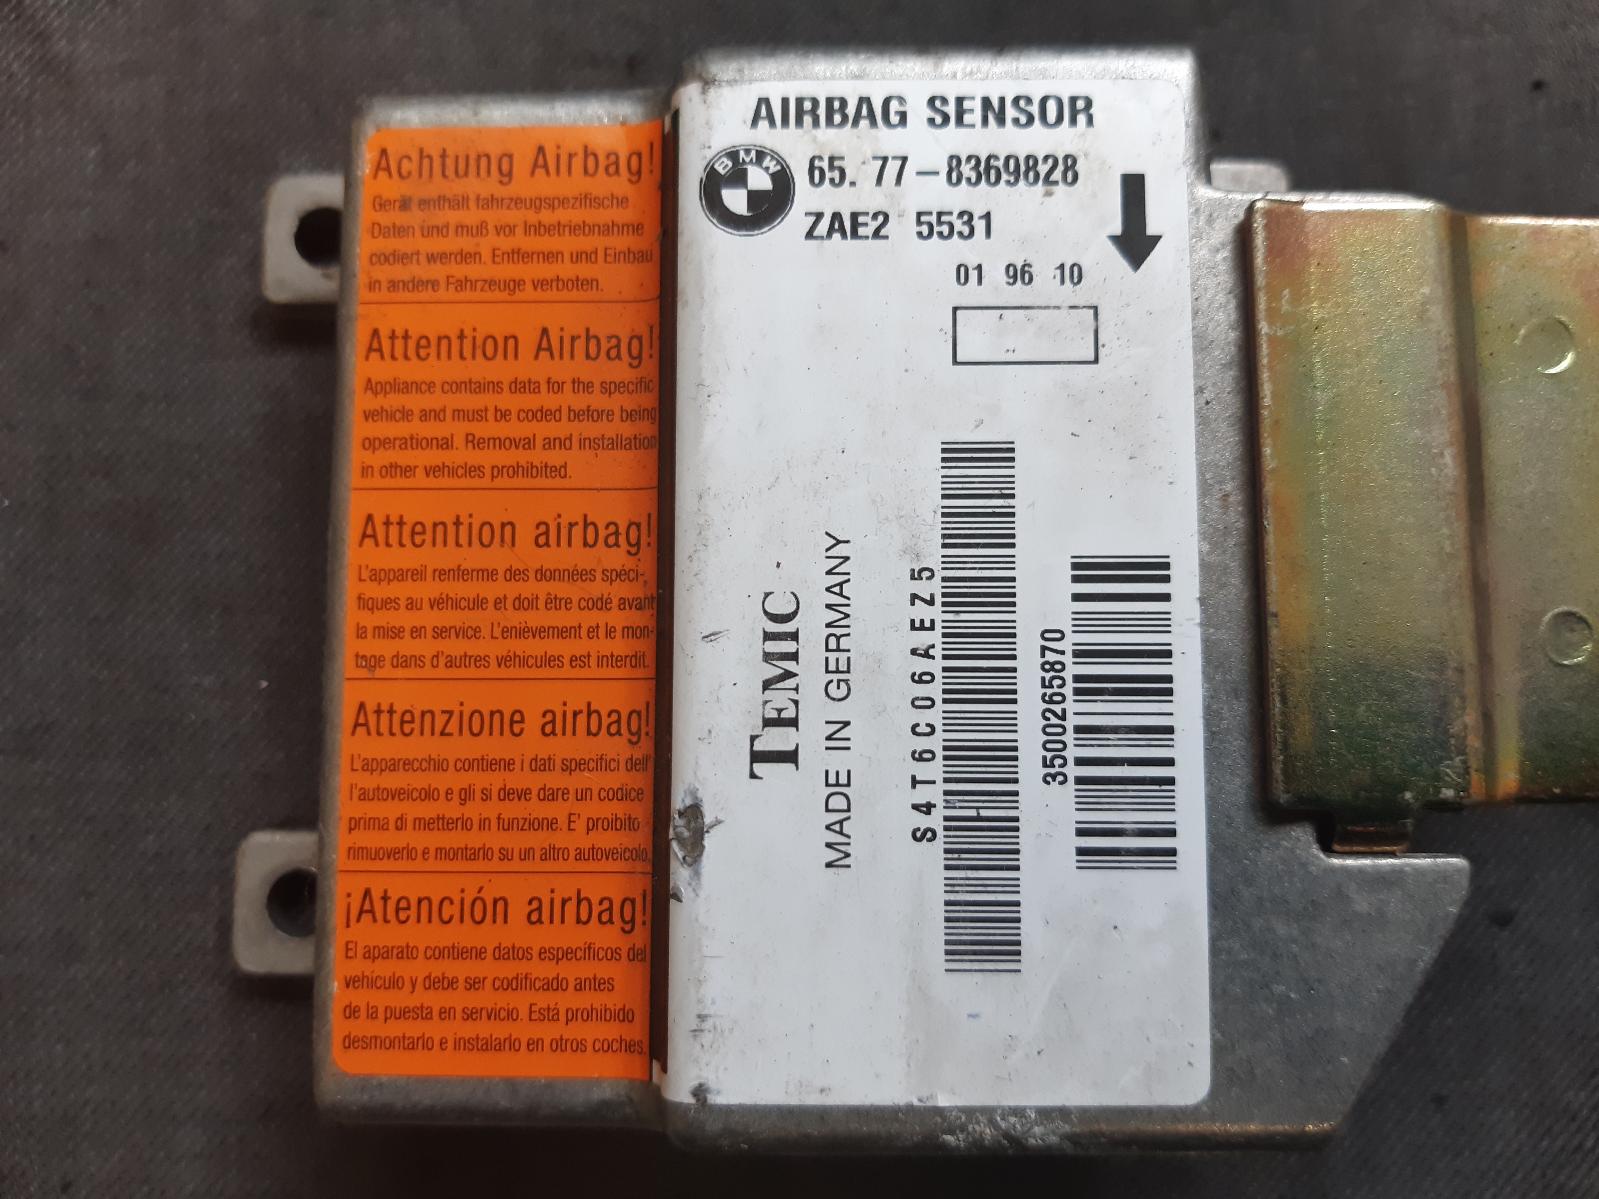 Achtung Airbag!
Gerät enthält fahrzeugspezifische
Daten und muß vor Inbetriebnahme
codiert werden. Entfernen und Einbau
in andere Fahrzeuge verboten.
Attention Airbag!
Appliance contains data for the specific
vehicle and must be coded before being
operational. Removal and installation
in other vehicles prohibited.
Attention airbag!
L'appareil renferme des données spéci-
fiques au véhicule et doit être codé avant
la mise en service. L'enièvement et le mon-
tage dans d'autres véhicules est interdit.
Attenzione airbag!
L'apparecchio contiene i dati specifici dell'
l'autoveicolo e gli si deve dare un codice
prima di metterlo in funzione. E' proibito
rimuoverlo e montarlo su un altro autoveicolo.
¡Atención airbag!
El aparato contiene datos específicos del
vehículo y debe ser codificado antes
de la puesta en servicio. Está prohibido
desmontarlo e instalarlo en otros coches.
AIRBAG SENSOR
BMW
65. 77-8369828
ZAE2 5531
01 96 10
TEMIC
MADE IN GERMANY
S4T6C06AEZ5
3500265870